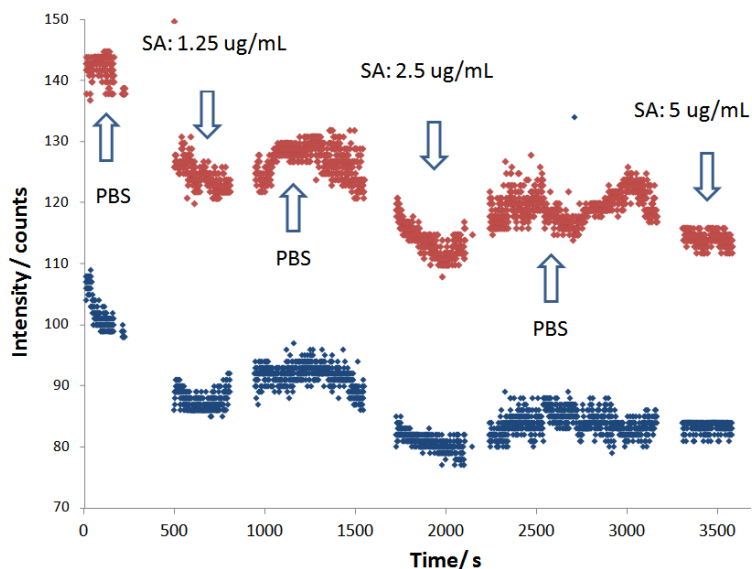 150
140
130
120
110
100
90
80
70
Intensity / counts
SA: 1.25 ug/mL
SA: 2.5 ug/mL
SA: 5 ug/mL
PBS
PBS
PBS
0
500
1000
1500
2000
2500
3000
3500
Time/ s